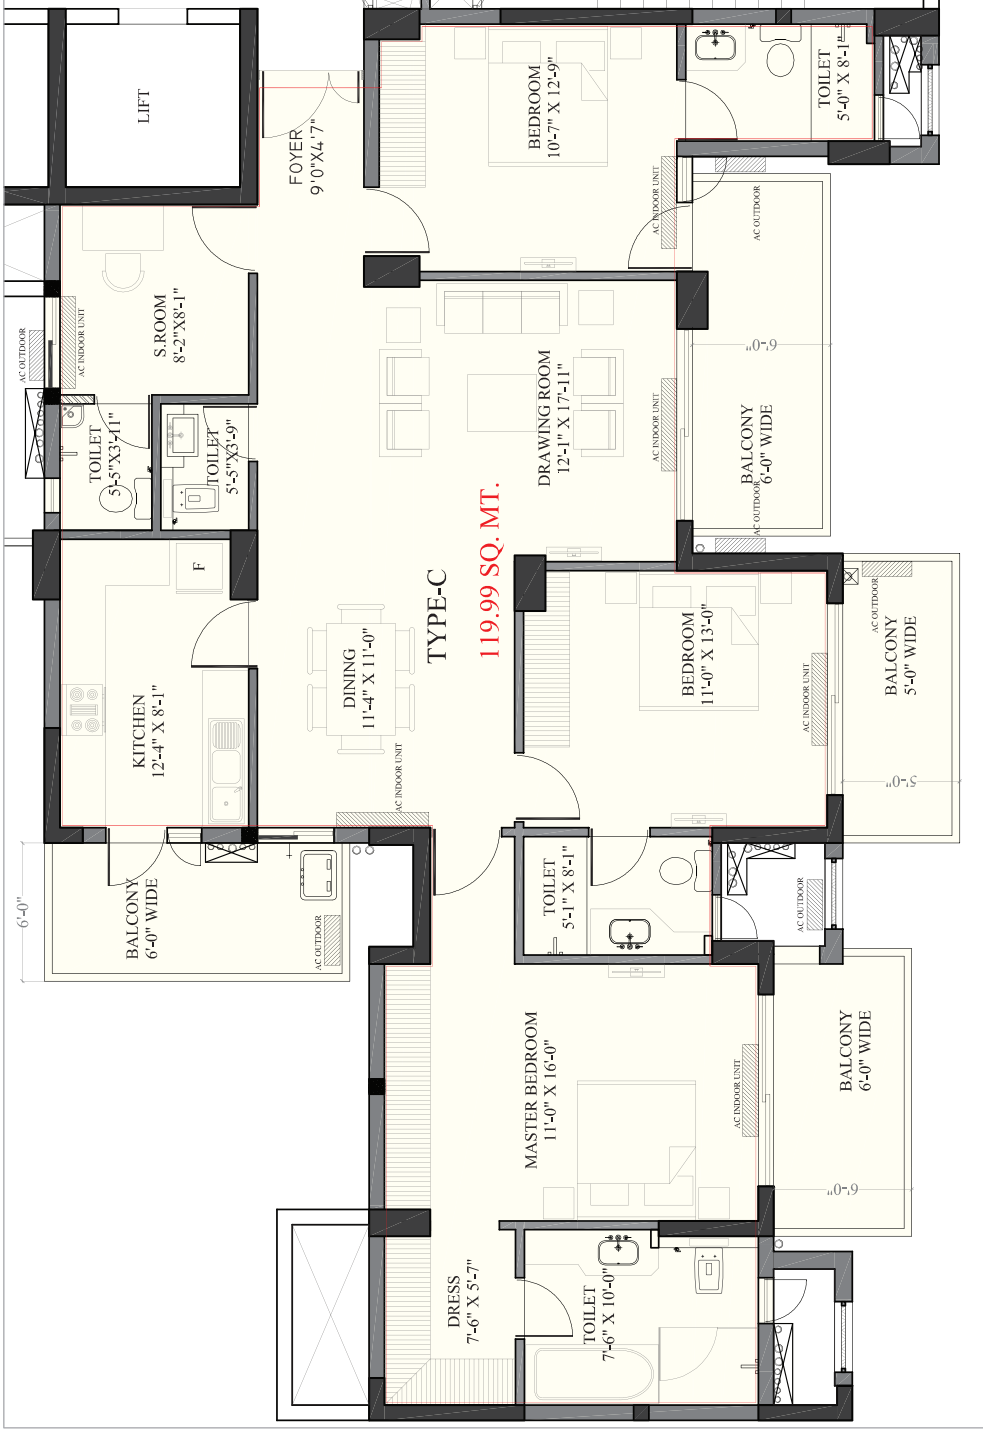 LIFT
FOYER
9'0"X4'7"
BEDROOM
10'-7" X 12'-9"
TOILET
5'-0" X 8'-1"
AC INDOOR UNIT
AC OUTDOOR
S.ROOM
8'-2"X8'-1"
AC OUTDOOR
AC INDOOR UNIT
6'-0"
DRAWING ROOM
12'-1" X 17'-11"
AC INDOOR UNIT
BALCONY
6'-0" WIDE
AC OUTDOOR
TOILET
5'-5"X3'-11"
TOILET
5'-5"X3'-9"
F
TYPE-C
119.99 SQ. MT.
BEDROOM
11'-0" X 13'-0"
AC INDOOR UNIT
AC OUTDOOR
BALCONY
5'-0" WIDE
5'-0"
KITCHEN
12'-4" X 8'-1"
DINING
11'-4" X 11'-0"
AC INDOOR UNIT
6'-0"
BALCONY
6'-0" WIDE
AC OUTDOOR
TOILET
5'-1" X 8'-1"
AC OUTDOOR
MASTER BEDROOM
11'-0" X 16'-0"
AC INDOOR UNIT
BALCONY
6'-0" WIDE
6'-0"
DRESS
7'-6" X 5'-7"
TOILET
7'-6" X 10'-0"